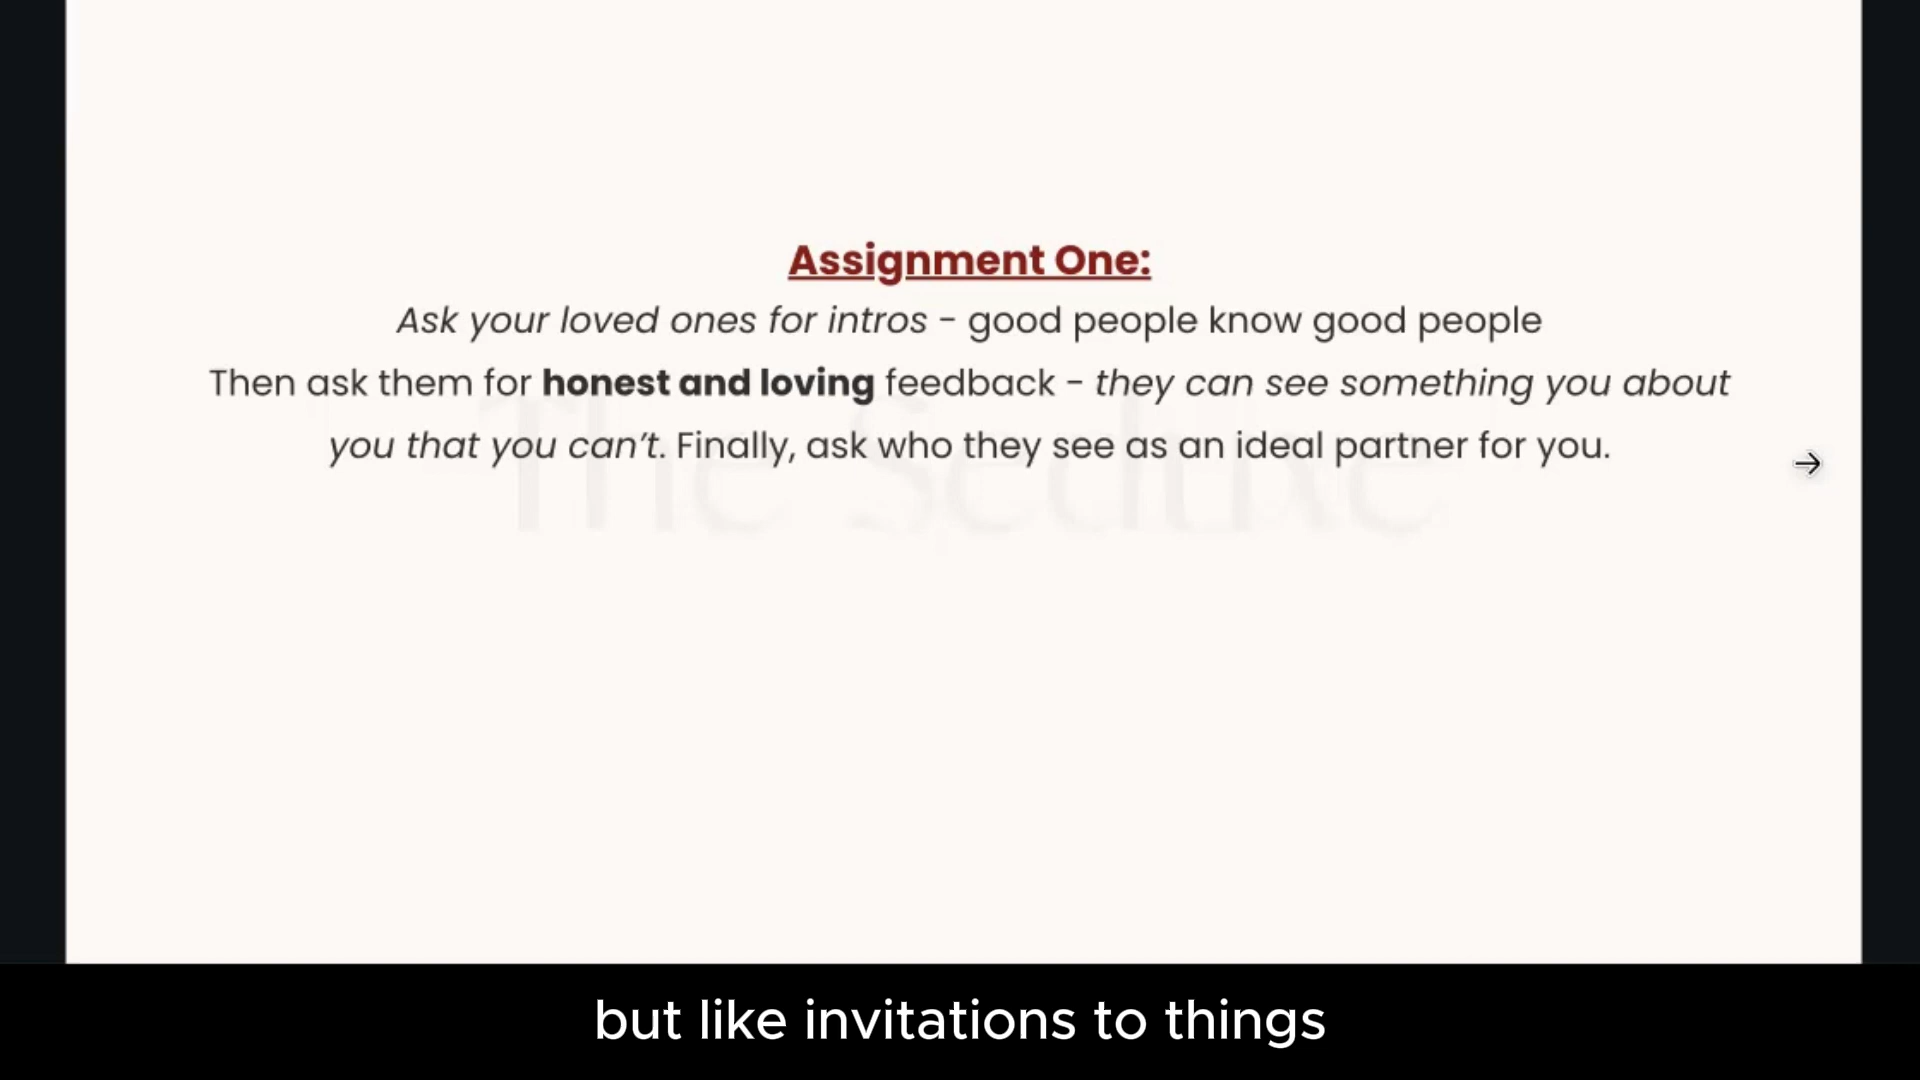 Assignment One:
Ask your loved ones for intros - good people know good people
Then ask them for honest and loving feedback - they can see something you about
you that you can't. Finally, ask who they see as an ideal partner for you.
The Seduxe
but like invitations to things